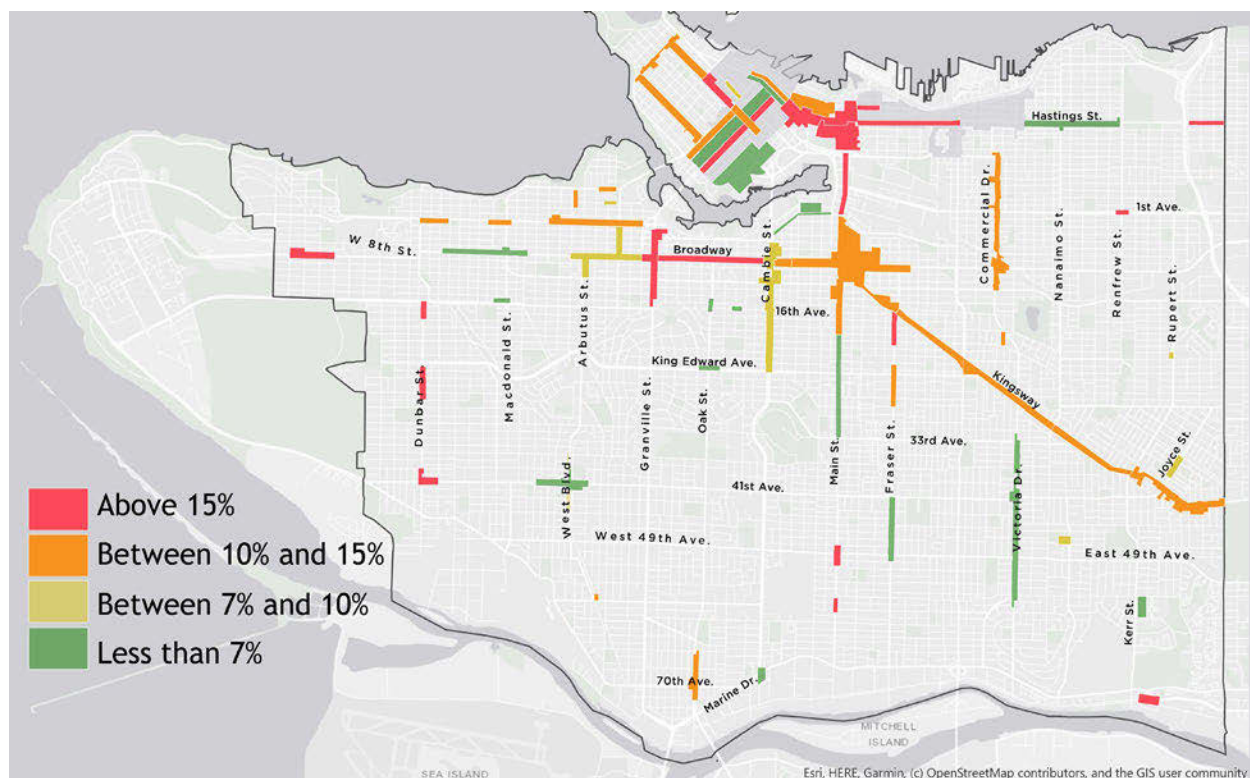 Hastings St.
Commercial Dr.
1st Ave.
Nanaimo St.
Renfrew St.
Rupert St.
W 8th St.
Broadway
Cambie St.
Arbutus St.
Macdonald St.
16th Ave.
King Edward Ave.
Kingsway
Dunbar St.
Granville St.
Oak St.
Main St.
Fraser St.
33rd Ave.
Joyce St.
West Blvd.
41st Ave.
Victoria Dr.
West 49th Ave.
East 49th Ave.
Above 15%
Between 10% and 15%
Between 7% and 10%
Less than 7%
Kerr St.
70th Ave.
Marine Dr.
MITCHELL
ISLAND
SEA ISLAND
Esri, HERE, Garmin, (c) OpenStreetMap contributors, and the GIS user community